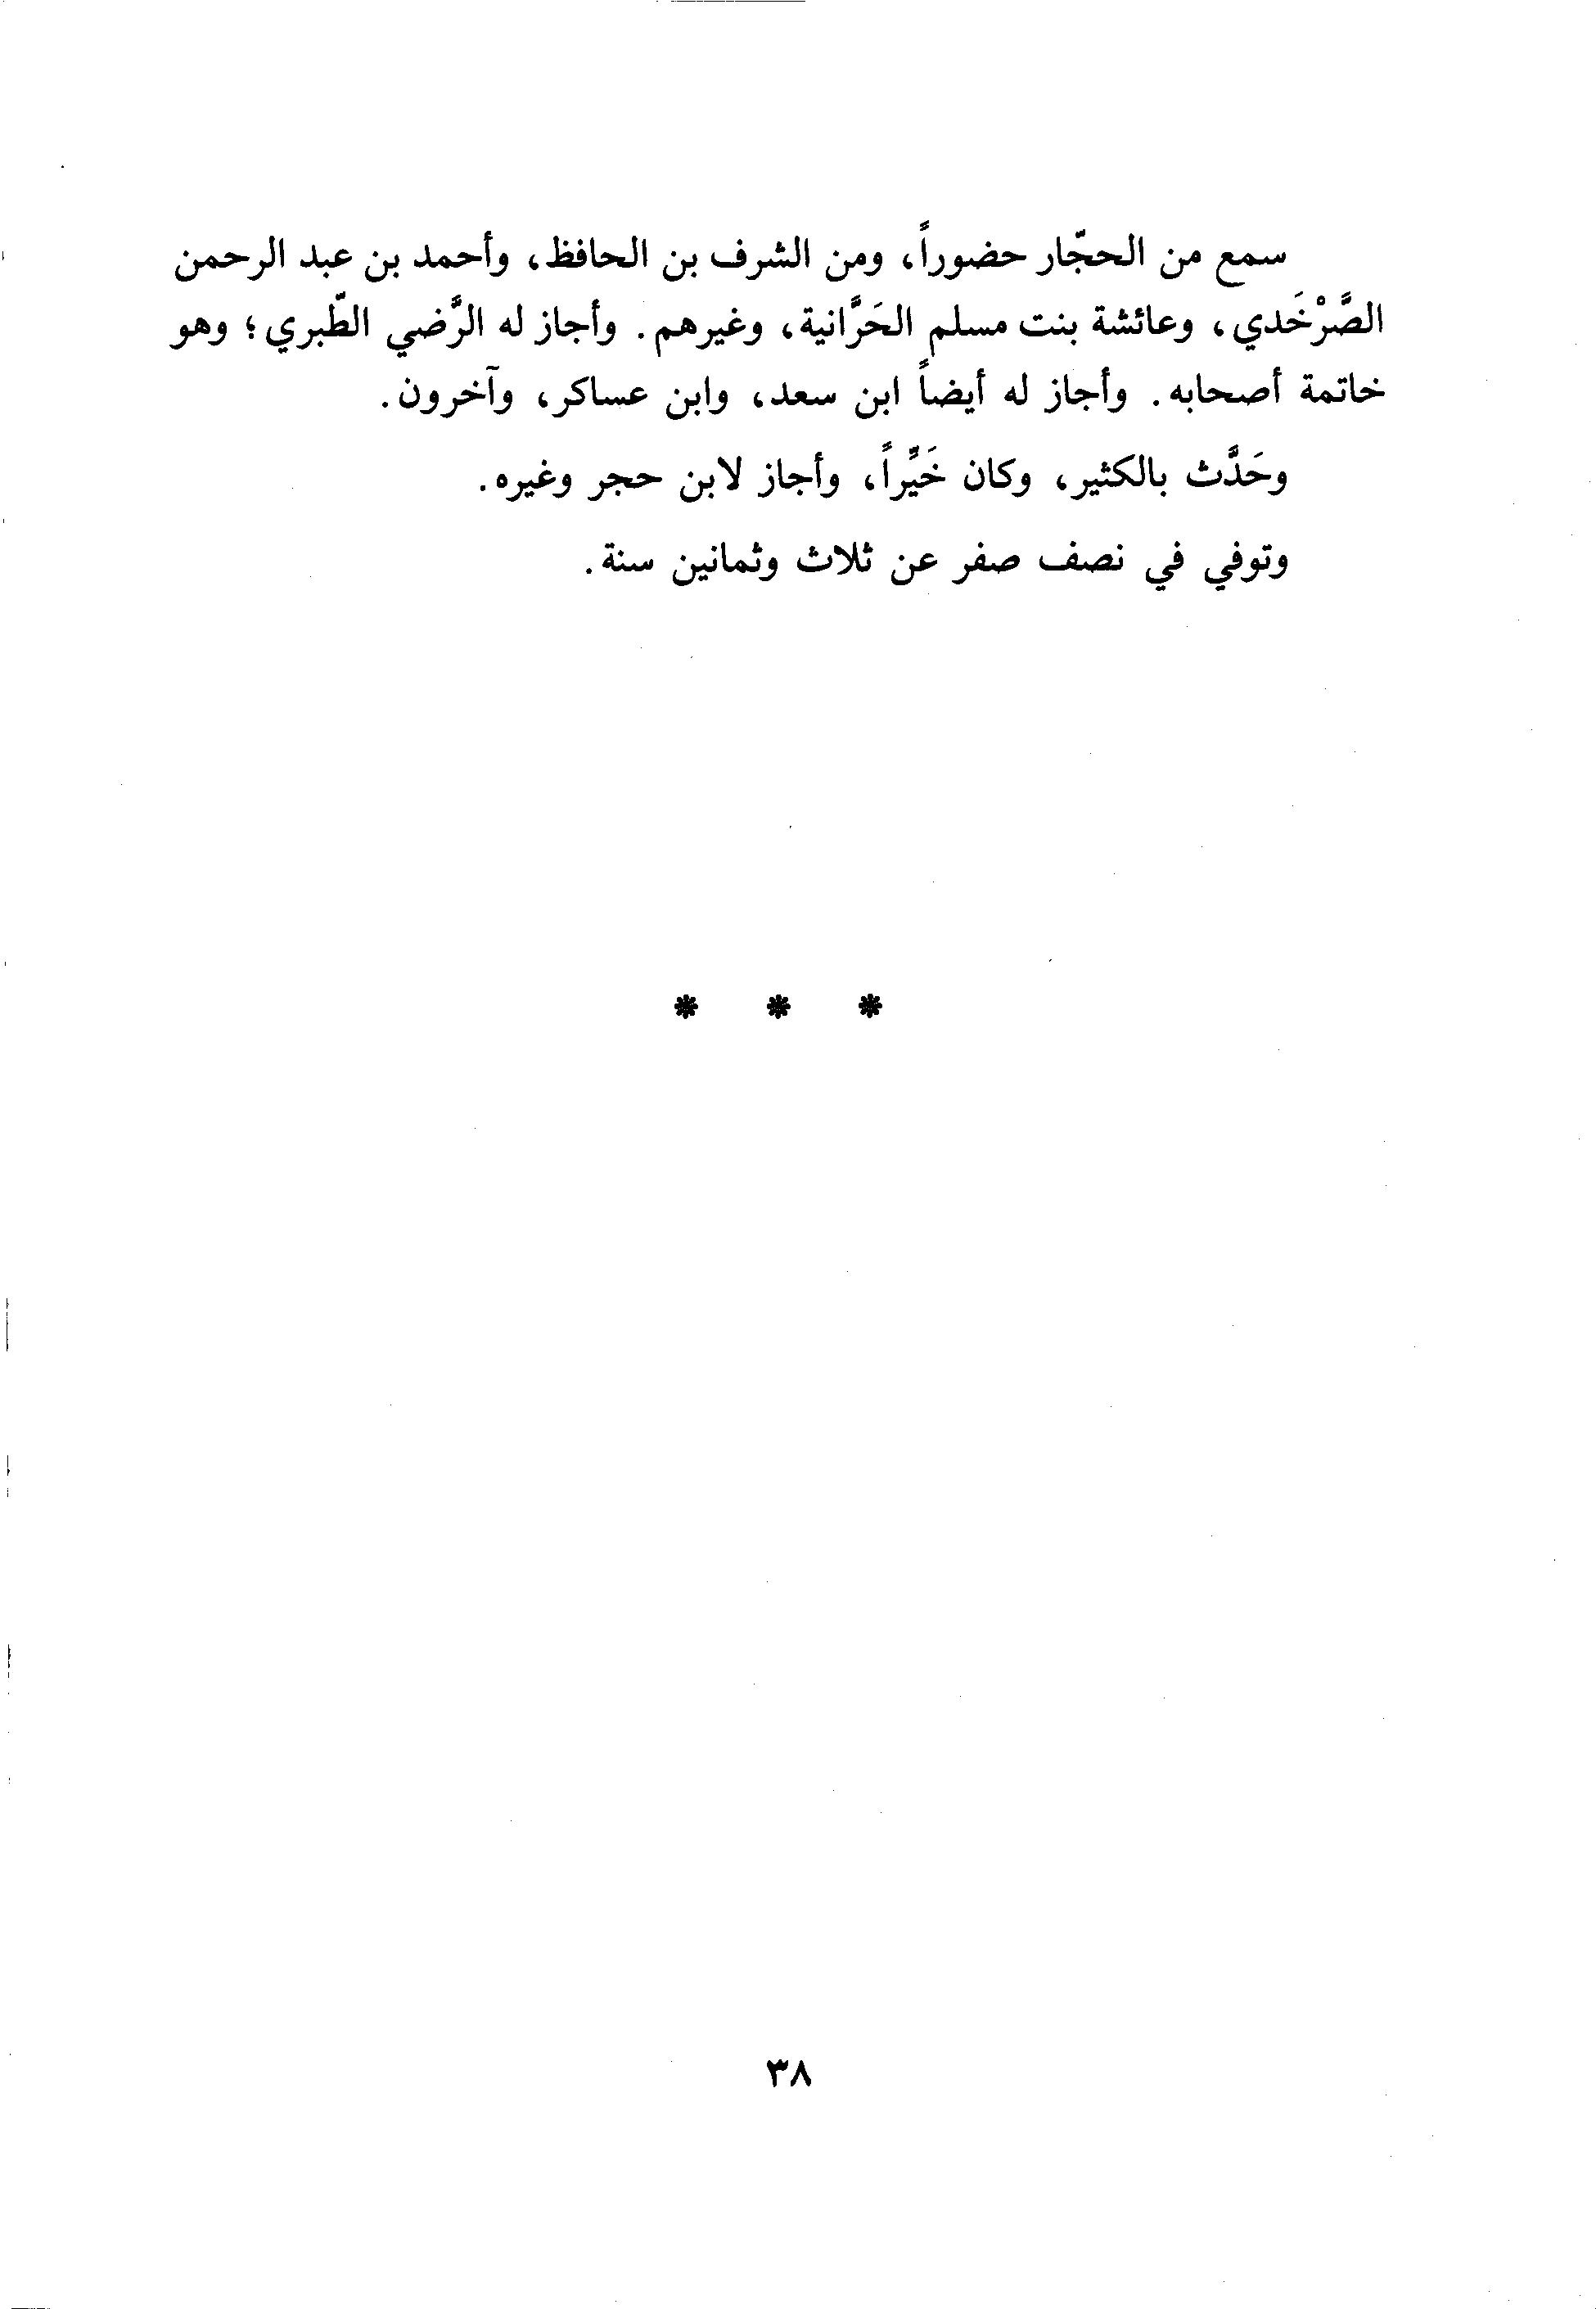 سمع من الحجّار حضوراً، ومن الشرف بن الحافظ، وأحمد بن عبد الرحمن
الصَّرْخَدي، وعائشة بنت مسلم الحَرَّانية، وغيرهم. وأجاز له الرَّضي الطّبري؛ وهو
خاتمة أصحابه. وأجاز له أيضاً ابن سعد، وابن عساكر، وآخرون.
وحَدَّث بالكثير، وكان خَيِّراً، وأجاز لابن حجر وغيره.
وتوفي في نصف صفر عن ثلاث وثمانين سنة.
* * *
٣٨